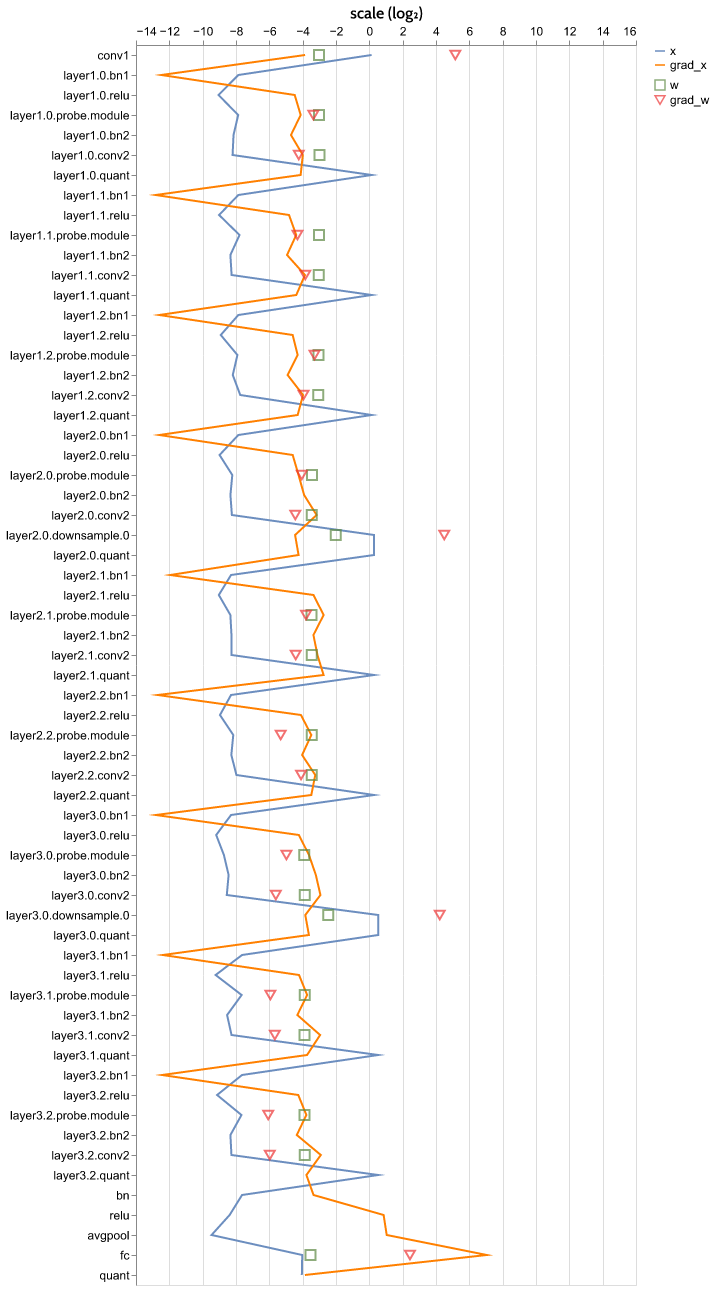 scale (log₂)
−14 −12 −10 −8 −6 −4 −2 0 2 4 6 8 10 12 14 16
x
grad_x
w
grad_w
conv1
layer1.0.bn1
layer1.0.relu
layer1.0.probe.module
layer1.0.bn2
layer1.0.conv2
layer1.0.quant
layer1.1.bn1
layer1.1.relu
layer1.1.probe.module
layer1.1.bn2
layer1.1.conv2
layer1.1.quant
layer1.2.bn1
layer1.2.relu
layer1.2.probe.module
layer1.2.bn2
layer1.2.conv2
layer1.2.quant
layer2.0.bn1
layer2.0.relu
layer2.0.probe.module
layer2.0.bn2
layer2.0.conv2
layer2.0.downsample.0
layer2.0.quant
layer2.1.bn1
layer2.1.relu
layer2.1.probe.module
layer2.1.bn2
layer2.1.conv2
layer2.1.quant
layer2.2.bn1
layer2.2.relu
layer2.2.probe.module
layer2.2.bn2
layer2.2.conv2
layer2.2.quant
layer3.0.bn1
layer3.0.relu
layer3.0.probe.module
layer3.0.bn2
layer3.0.conv2
layer3.0.downsample.0
layer3.0.quant
layer3.1.bn1
layer3.1.relu
layer3.1.probe.module
layer3.1.bn2
layer3.1.conv2
layer3.1.quant
layer3.2.bn1
layer3.2.relu
layer3.2.probe.module
layer3.2.bn2
layer3.2.conv2
layer3.2.quant
bn
relu
avgpool
fc
quant